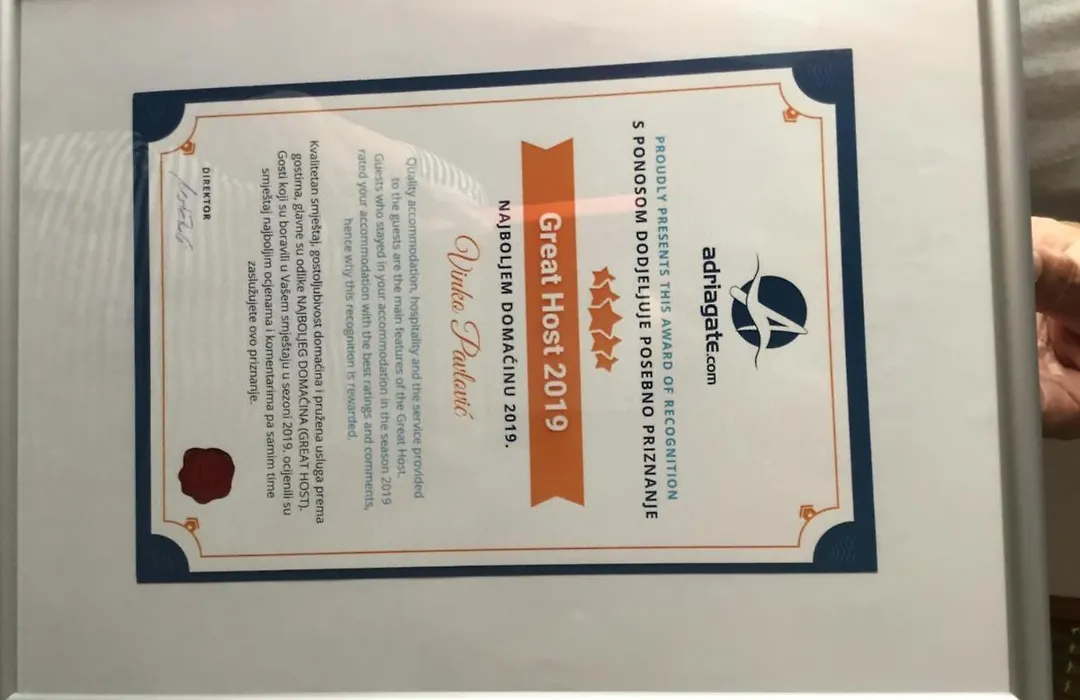 adriagate.com
PROUDLY PRESENTS THIS AWARD OF RECOGNITION
S PONOSOM DODJELJUJE POSEBNO PRIZNANJE
Great Host 2019
NAJBOLJEM DOMAĆINU 2019.
Vinko Pavlović
Quality accommodation, hospitality and the service provided
to the guests are the main features of the Great Host.
Guests who stayed in your accommodation in the season 2019
rated your accommodation with the best ratings and comments,
hence why this recognition is rewarded.
Kvalitetan smještaj, gostoljubivost domaćina i pružena usluga prema
gostima, glavne su odlike NAJBOLJEG DOMAĆINA (GREAT HOST).
Gosti koji su boravili u Vašem smještaju u sezoni 2019. ocijenili su
smještaj najboljim ocjenama i komentarima pa samim time
zaslužujete ovo priznanje.
DIREKTOR